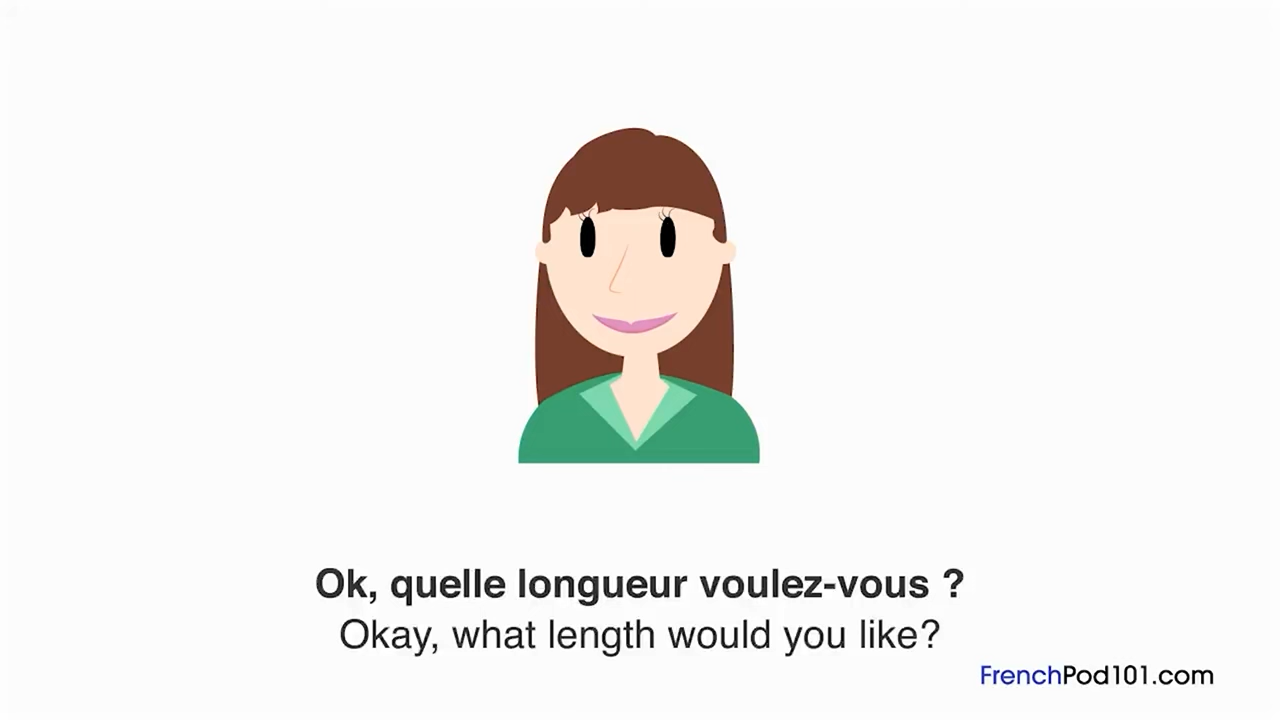 Ok, quelle longueur voulez-vous ?
Okay, what length would you like?
FrenchPod101.com